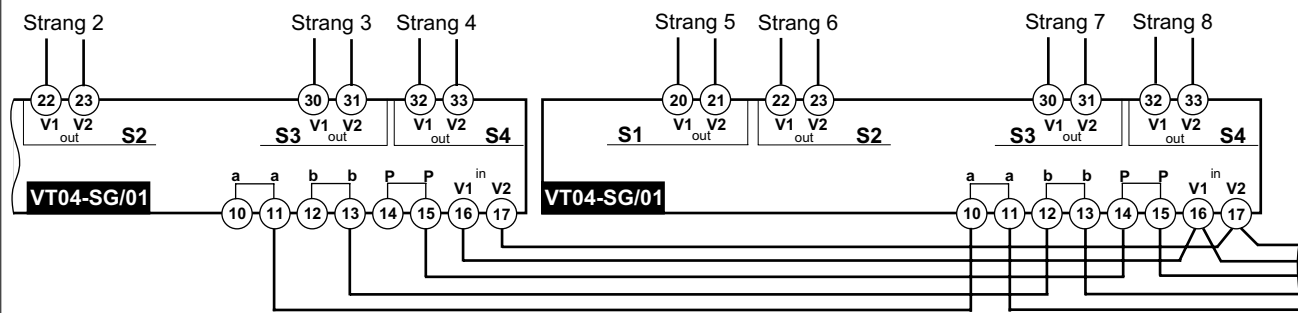 Strang 2 Strang 3 Strang 4 Strang 5 Strang 6 Strang 7 Strang 8
22 23 30 31 32 33 20 21 22 23 30 31 32 33
V1 V2 V1 V2 V1 V2 V1 V2 V1 V2 V1 V2 V1 V2
out S2 S3 out out S4 S1 out out S2 S3 out out S4
a a b b P P V1 in V2 a a b b P P V1 in V2
VT04-SG/01 VT04-SG/01
10 11 12 13 14 15 16 17 10 11 12 13 14 15 16 17